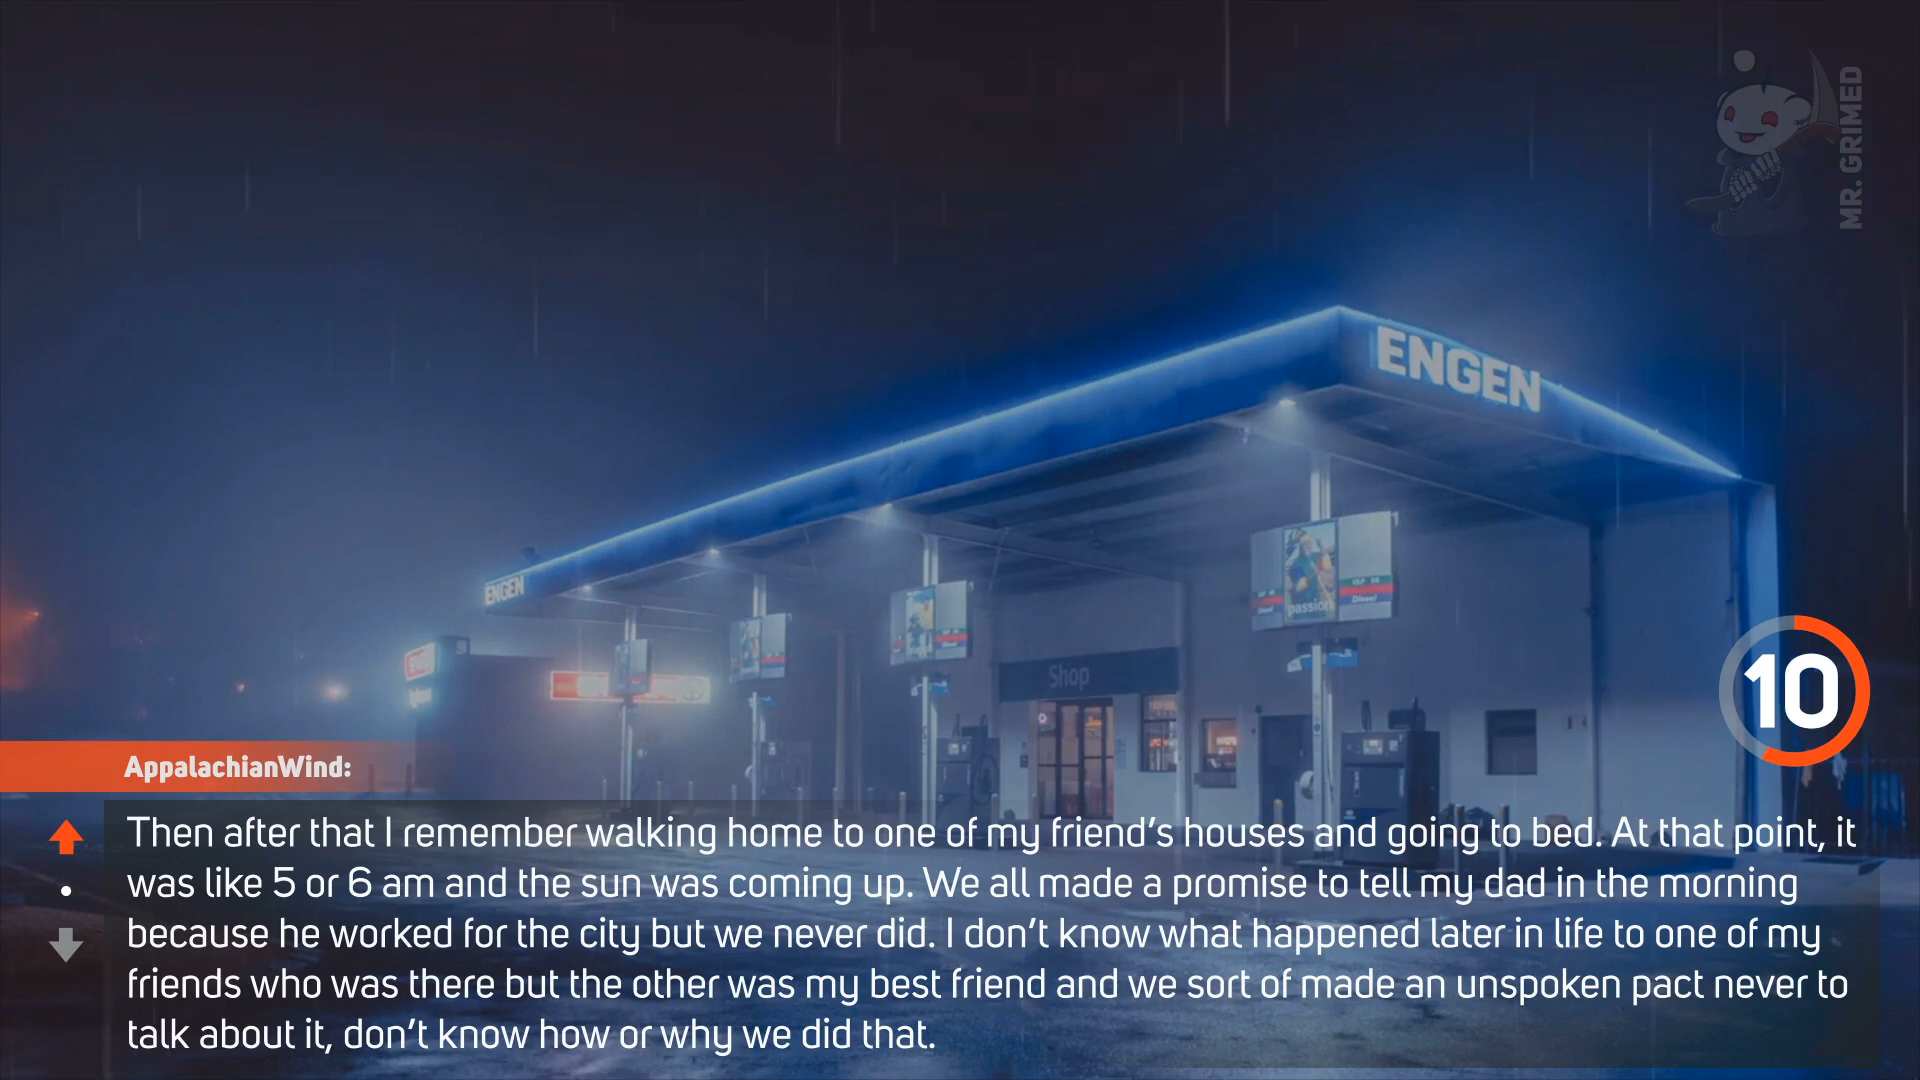 MR. GRIMED
ENGEN
ENGEN
passion
Diesel
Diesel
Shop
10
AppalachianWind:
Then after that I remember walking home to one of my friend's houses and going to bed. At that point, it
was like 5 or 6 am and the sun was coming up. We all made a promise to tell my dad in the morning
because he worked for the city but we never did. I don't know what happened later in life to one of my
friends who was there but the other was my best friend and we sort of made an unspoken pact never to
talk about it, don't know how or why we did that.